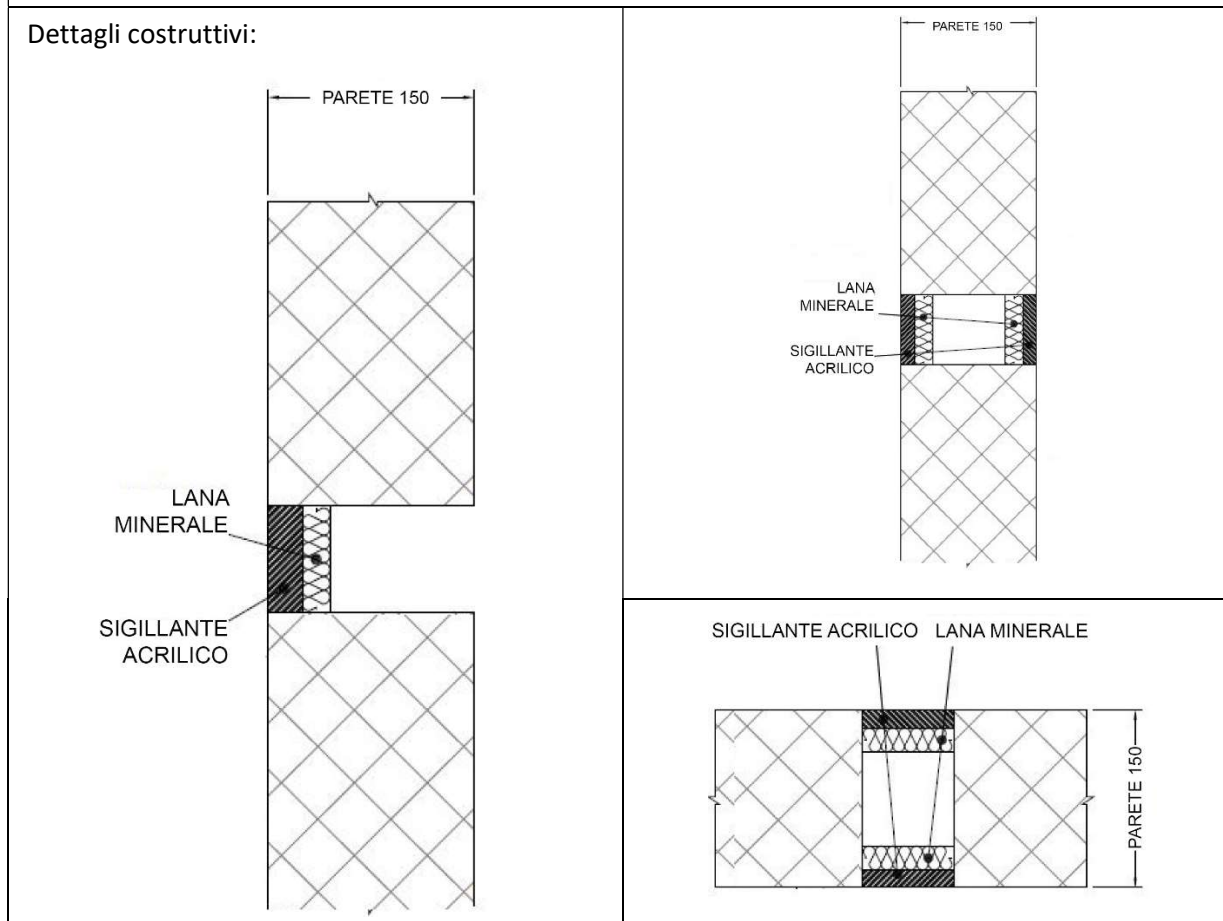 Dettagli costruttivi:
PARETE 150
LANA
MINERALE
SIGILLANTE
ACRILICO
PARETE 150
LANA
MINERALE
SIGILLANTE
ACRILICO
SIGILLANTE ACRILICO LANA MINERALE
PARETE 150